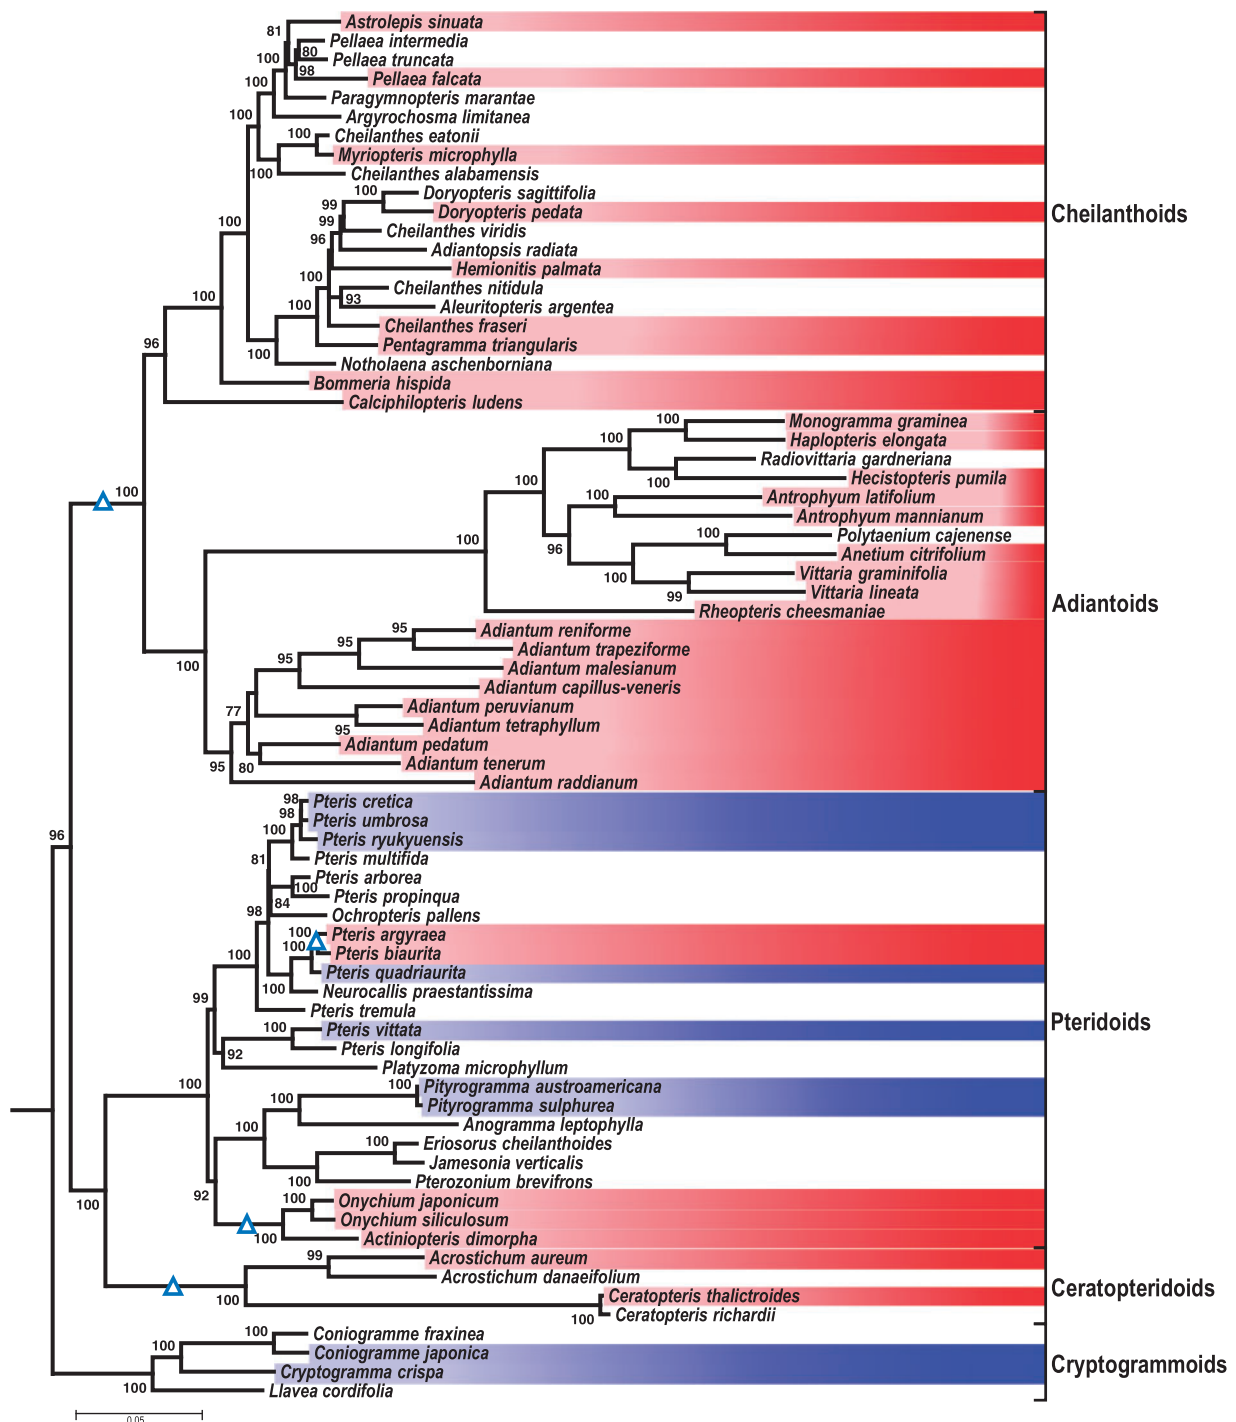 81
Astrolepis sinuata
Pellaea intermedia
80
Pellaea truncata
100
98
Pellaea falcata
100
Paragymnopteris marantae
100
Argyrochosma limitanea
100
Cheilanthes eatonii
Myriopteris microphylla
100
Cheilanthes alabamensis
100
Doryopteris sagittifolia
99
Doryopteris pedata
100
99
Cheilanthes viridis
Cheilanthoids
96
Adiantopsis radiata
Hemionitis palmata
100
Cheilanthes nitidula
100
93
100
Aleuritopteris argentea
Cheilanthes fraseri
96
100
Pentagramma triangularis
Notholaena aschenborniana
Bommeria hispida
Calciphilopteris ludens
100
Monogramma graminea
100
Haplopteris elongata
Radiovittaria gardneriana
100
Hecistopteris pumila
100
100
100
Antrophyum latifolium
Antrophyum mannianum
100
Polytaenium cajenense
100
96
Anetium citrifolium
100
Vittaria graminifolia
99
Vittaria lineata
Adiantoids
Rheopteris cheesmaniae
95
95
Adiantum reniforme
Adiantum trapeziforme
95
100
Adiantum malesianum
Adiantum capillus-veneris
77
Adiantum peruvianum
95
Adiantum tetraphyllum
Adiantum pedatum
95
80
Adiantum tenerum
Adiantum raddianum
98
Pteris cretica
98
Pteris umbrosa
96
100
Pteris ryukyuensis
81
Pteris multifida
100
Pteris arborea
84
Pteris propinqua
98
Ochropteris pallens
100
Pteris argyraea
100
100
Pteris biaurita
Pteris quadriaurita
100
Neurocallis praestantissima
99
Pteris tremula
100
Pteris vittata
Pteridoids
92
Pteris longifolia
Platyzoma microphyllum
100
100
Pityrogramma austroamericana
100
Pityrogramma sulphurea
100
Anogramma leptophylla
100
Eriosorus cheilanthoides
Jamesonia verticalis
100
Pterozonium brevifrons
92
100
100
Onychium japonicum
Onychium siliculosum
100
Actiniopteris dimorpha
99
Acrostichum aureum
Acrostichum danaeifolium
Ceratopteridoids
100
Ceratopteris thalictroides
100
Ceratopteris richardii
100
Coniogramme fraxinea
100
Coniogramme japonica
Cryptogrammoids
Cryptogramma crispa
100
Llavea cordifolia
0.05